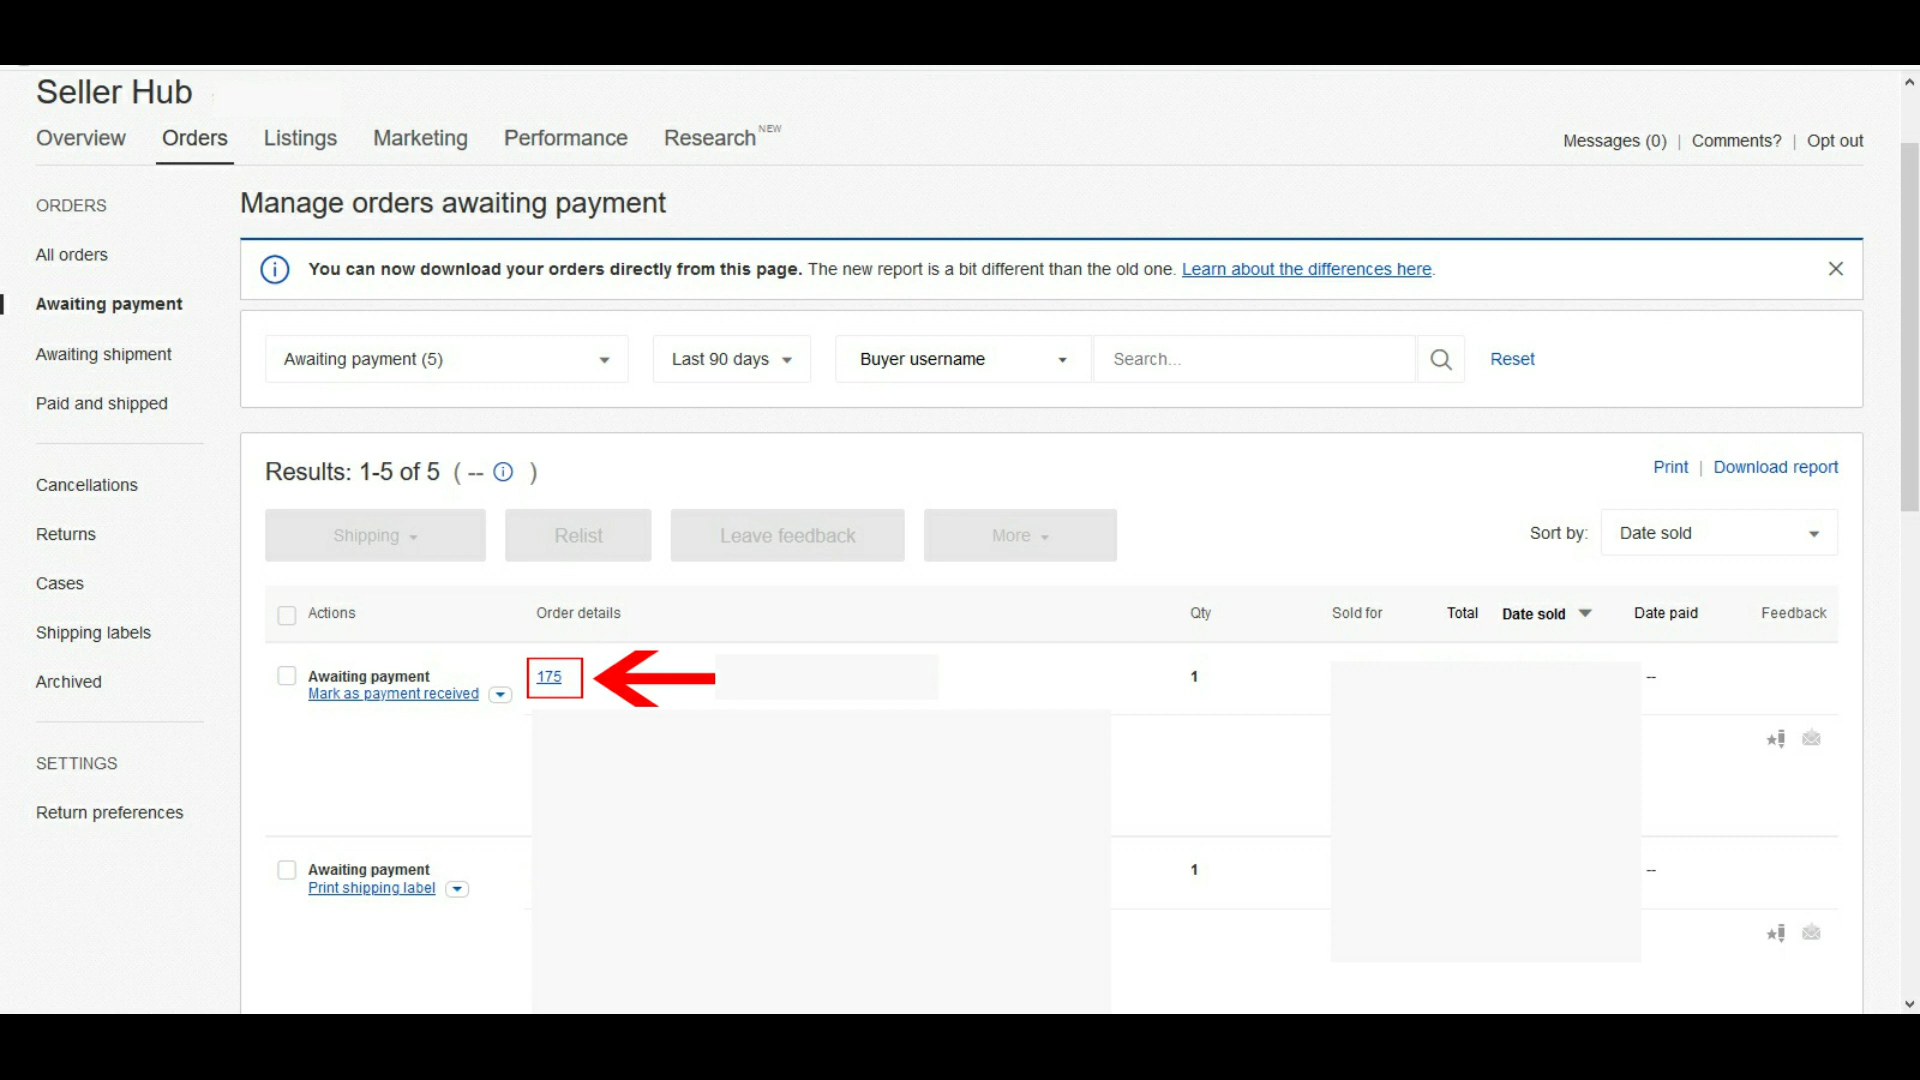 Seller Hub
Overview Orders Listings Marketing Performance Research NEW
Messages (0) | Comments? | Opt out
ORDERS
All orders
Awaiting payment
Awaiting shipment
Paid and shipped
Cancellations
Returns
Cases
Shipping labels
Archived
SETTINGS
Return preferences
Manage orders awaiting payment
You can now download your orders directly from this page. The new report is a bit different than the old one. Learn about the differences here.
Awaiting payment (5) Last 90 days Buyer username Search... Reset
Results: 1-5 of 5 ( -- i )
Print | Download report
Shipping Relist Leave feedback More
Sort by: Date sold
Actions Order details Qty Sold for Total Date sold Date paid Feedback
Awaiting payment 175 1 --
Mark as payment received
Awaiting payment 1 --
Print shipping label